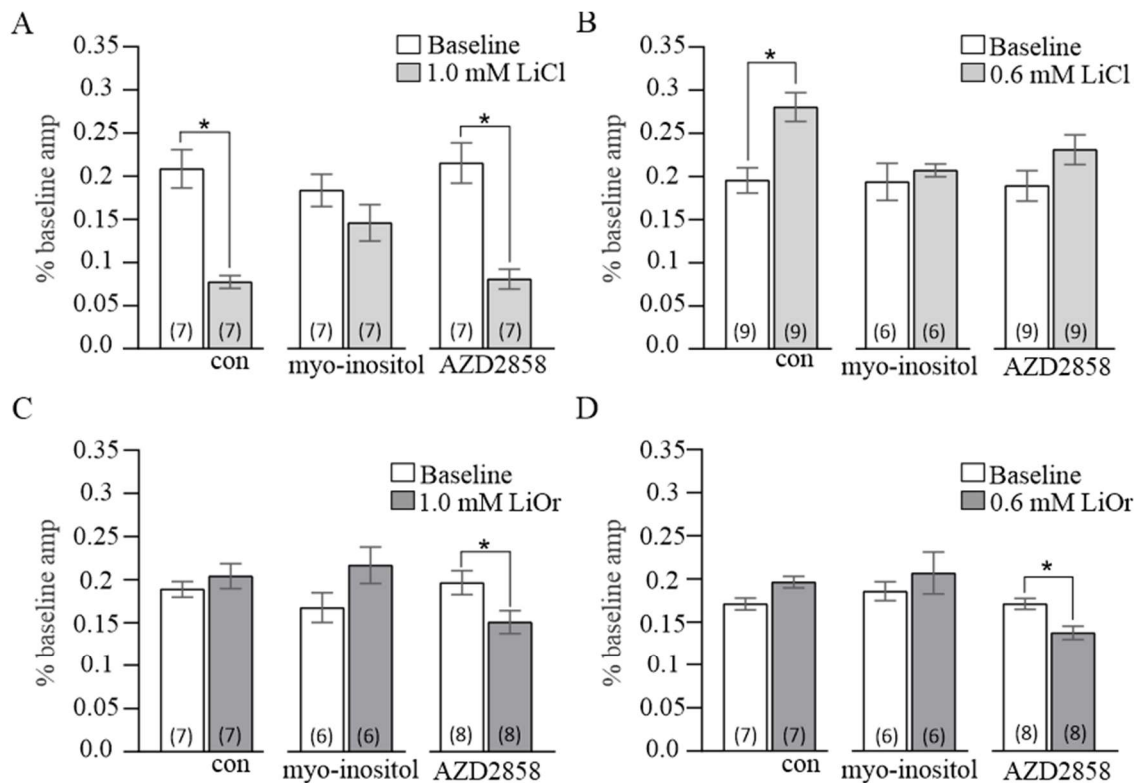 A
0.35
0.3
0.25
0.2
0.15
0.1
0.05
0.0
% baseline amp
Baseline
1.0 mM LiCl
*
*
(7) (7) (7) (7) (7) (7)
con myo-inositol AZD2858
B
0.35
0.3
0.25
0.2
0.15
0.1
0.05
0.0
% baseline amp
Baseline
0.6 mM LiCl
*
(9) (9) (6) (6) (9) (9)
con myo-inositol AZD2858
C
0.35
0.3
0.25
0.2
0.15
0.1
0.05
0.0
% baseline amp
Baseline
1.0 mM LiOr
*
(7) (7) (6) (6) (8) (8)
con myo-inositol AZD2858
D
0.35
0.3
0.25
0.2
0.15
0.1
0.05
0.0
% baseline amp
Baseline
0.6 mM LiOr
*
(7) (7) (6) (6) (8) (8)
con myo-inositol AZD2858